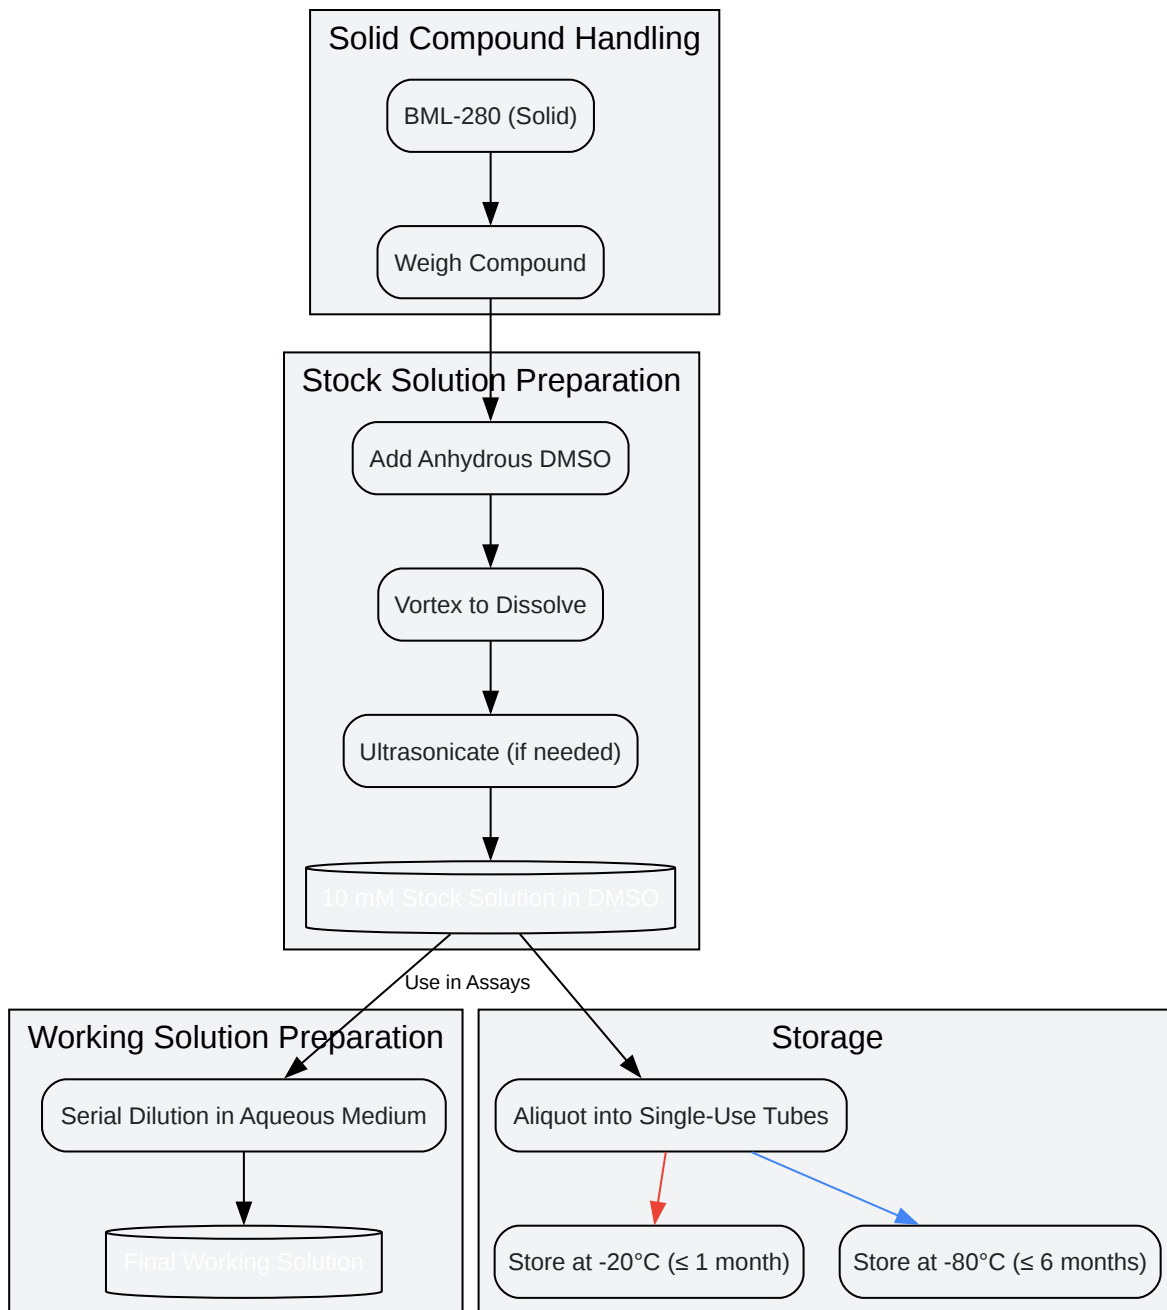 Solid Compound Handling
BML-280 (Solid)
Weigh Compound
Stock Solution Preparation
Add Anhydrous DMSO
Vortex to Dissolve
Ultrasonicate (if needed)
10 mM Stock Solution in DMSO
Use in Assays
Working Solution Preparation
Serial Dilution in Aqueous Medium
Final Working Solution
Storage
Aliquot into Single-Use Tubes
Store at -20°C (≤ 1 month)
Store at -80°C (≤ 6 months)